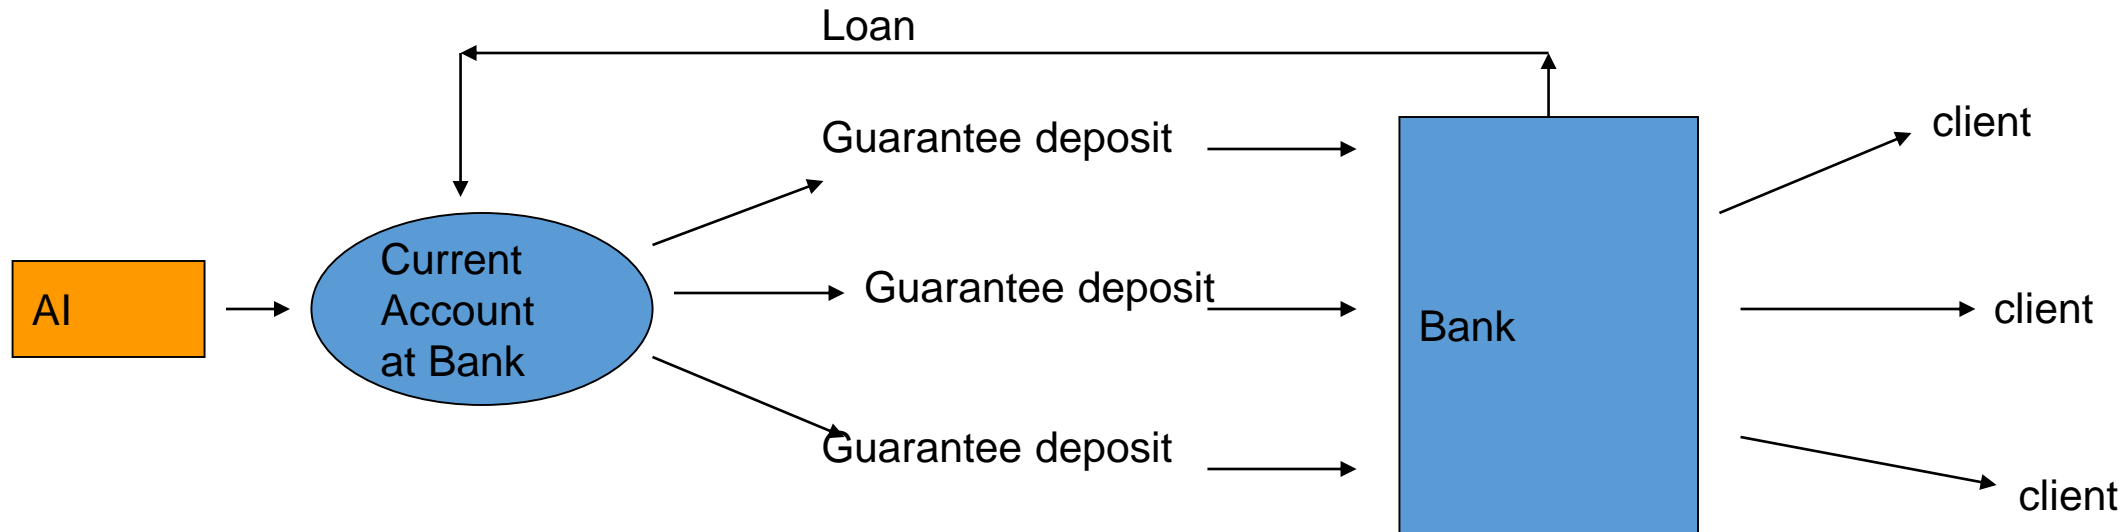 Loan
Guarantee deposit
client
Current
Account
at Bank
AI
Guarantee deposit
Bank
client
Guarantee deposit
client